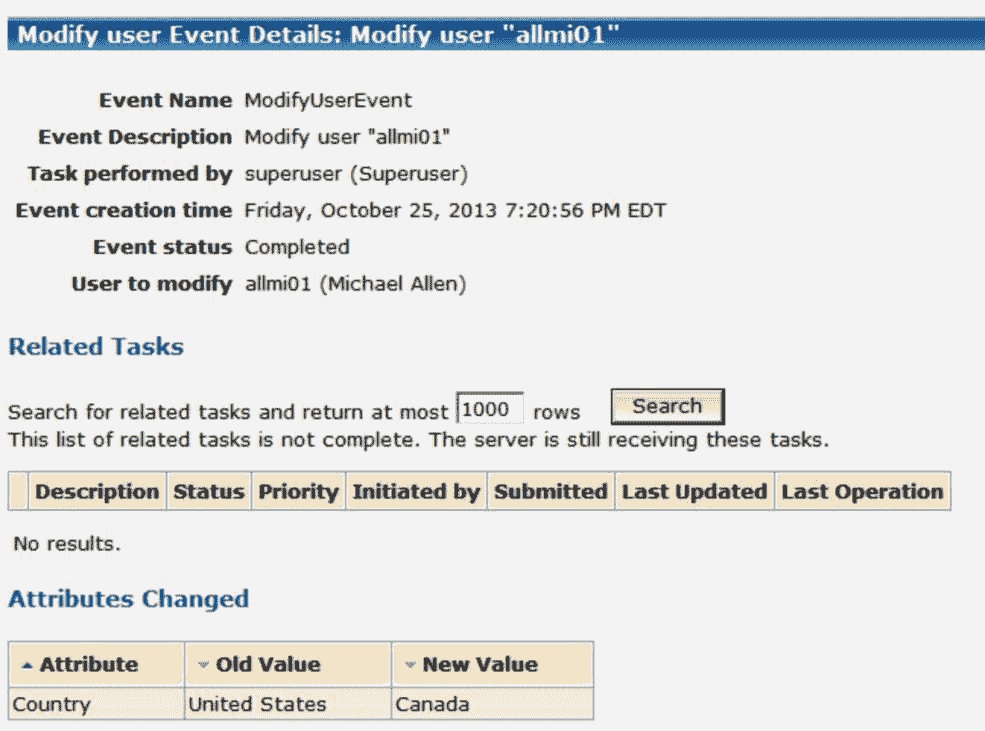 Modify user Event Details: Modify user "allmi01"
Event Name ModifyUserEvent
Event Description Modify user "allmi01"
Task performed by superuser (Superuser)
Event creation time Friday, October 25, 2013 7:20:56 PM EDT
Event status Completed
User to modify allmi01 (Michael Allen)
Related Tasks
Search for related tasks and return at most 1000 rows Search
This list of related tasks is not complete. The server is still receiving these tasks.
Description Status Priority Initiated by Submitted Last Updated Last Operation
No results.
Attributes Changed
Attribute Old Value New Value
Country United States Canada